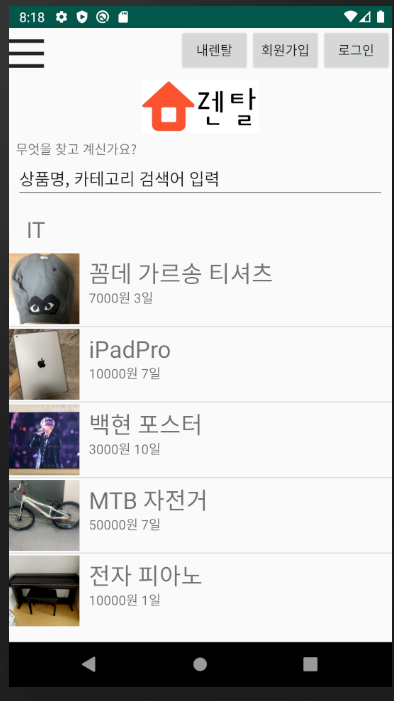 8:18
내렌탈 회원가입 로그인
젠탈
무엇을 찾고 계신가요?
상품명, 카테고리 검색어 입력
IT
꼼데 가르송 티셔츠
7000원 3일
iPadPro
10000원 7일
백현 포스터
3000원 10일
MTB 자전거
50000원 7일
전자 피아노
10000원 1일